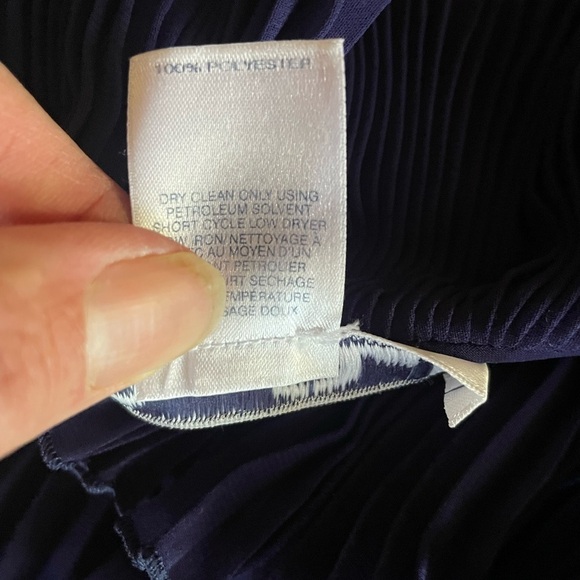 100% POLYESTER
DRY CLEAN ONLY USING
PETROLEUM SOLVENT
SHORT CYCLE LOW DRYER
IRON/NETTOYAGE A
AU MOYEN D'UN
PETROLIER
SECHAGE
TEMPÉRATURE
DOUX